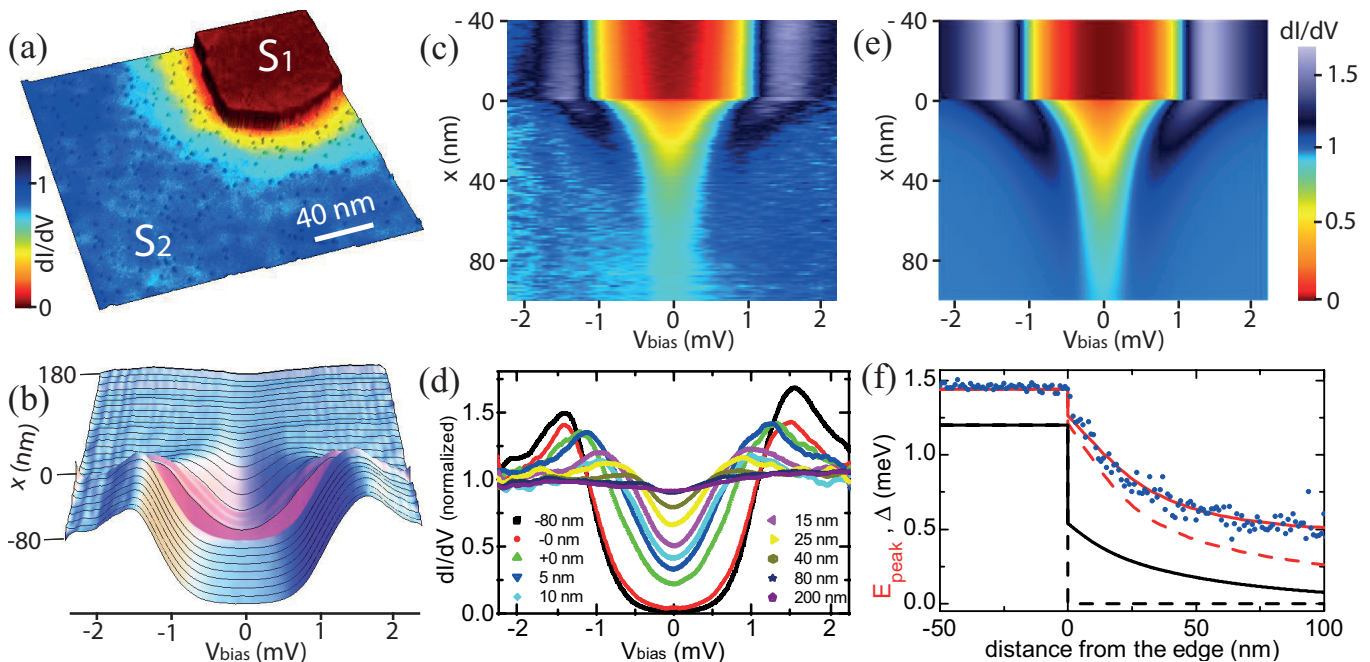 (a)
S1
S2
40 nm
dI/dV
1
0
(c)
x (nm)
- 40
0
40
80
-2 -1 0 1 2
Vbias (mV)
(e)
x (nm)
- 40
0
40
80
-2 -1 0 1 2
Vbias (mV)
dI/dV
1.5
1
0.5
0
(b)
x (nm)
180
0
-80
-2 -1 0 1 2
Vbias (mV)
(d)
dI/dV (normalized)
1.5
1.0
0.5
0.0
-80 nm
-0 nm
+0 nm
5 nm
10 nm
15 nm
25 nm
40 nm
80 nm
200 nm
-2 -1 0 1 2
Vbias (mV)
(f)
Epeak , Δ (meV)
1.5
1.0
0.5
0.0
-50 -25 0 25 50 75 100
distance from the edge (nm)